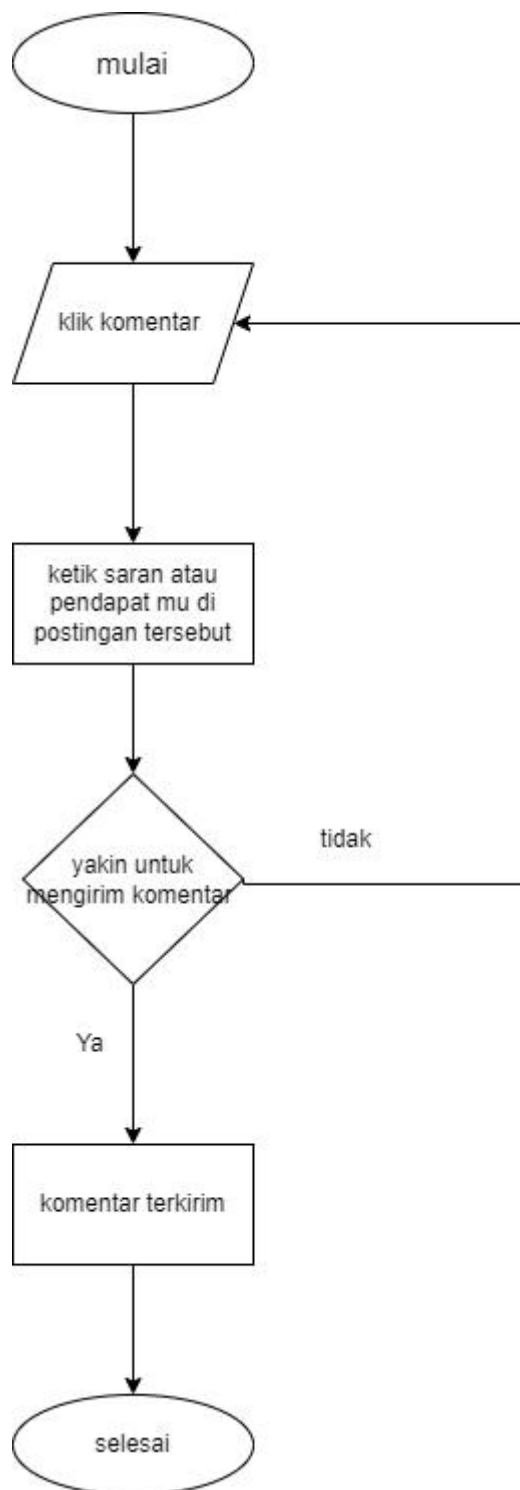 mulai
klik komentar
ketik saran atau
pendapat mu di
postingan tersebut
yakin untuk
mengirim komentar
tidak
Ya
komentar terkirim
selesai